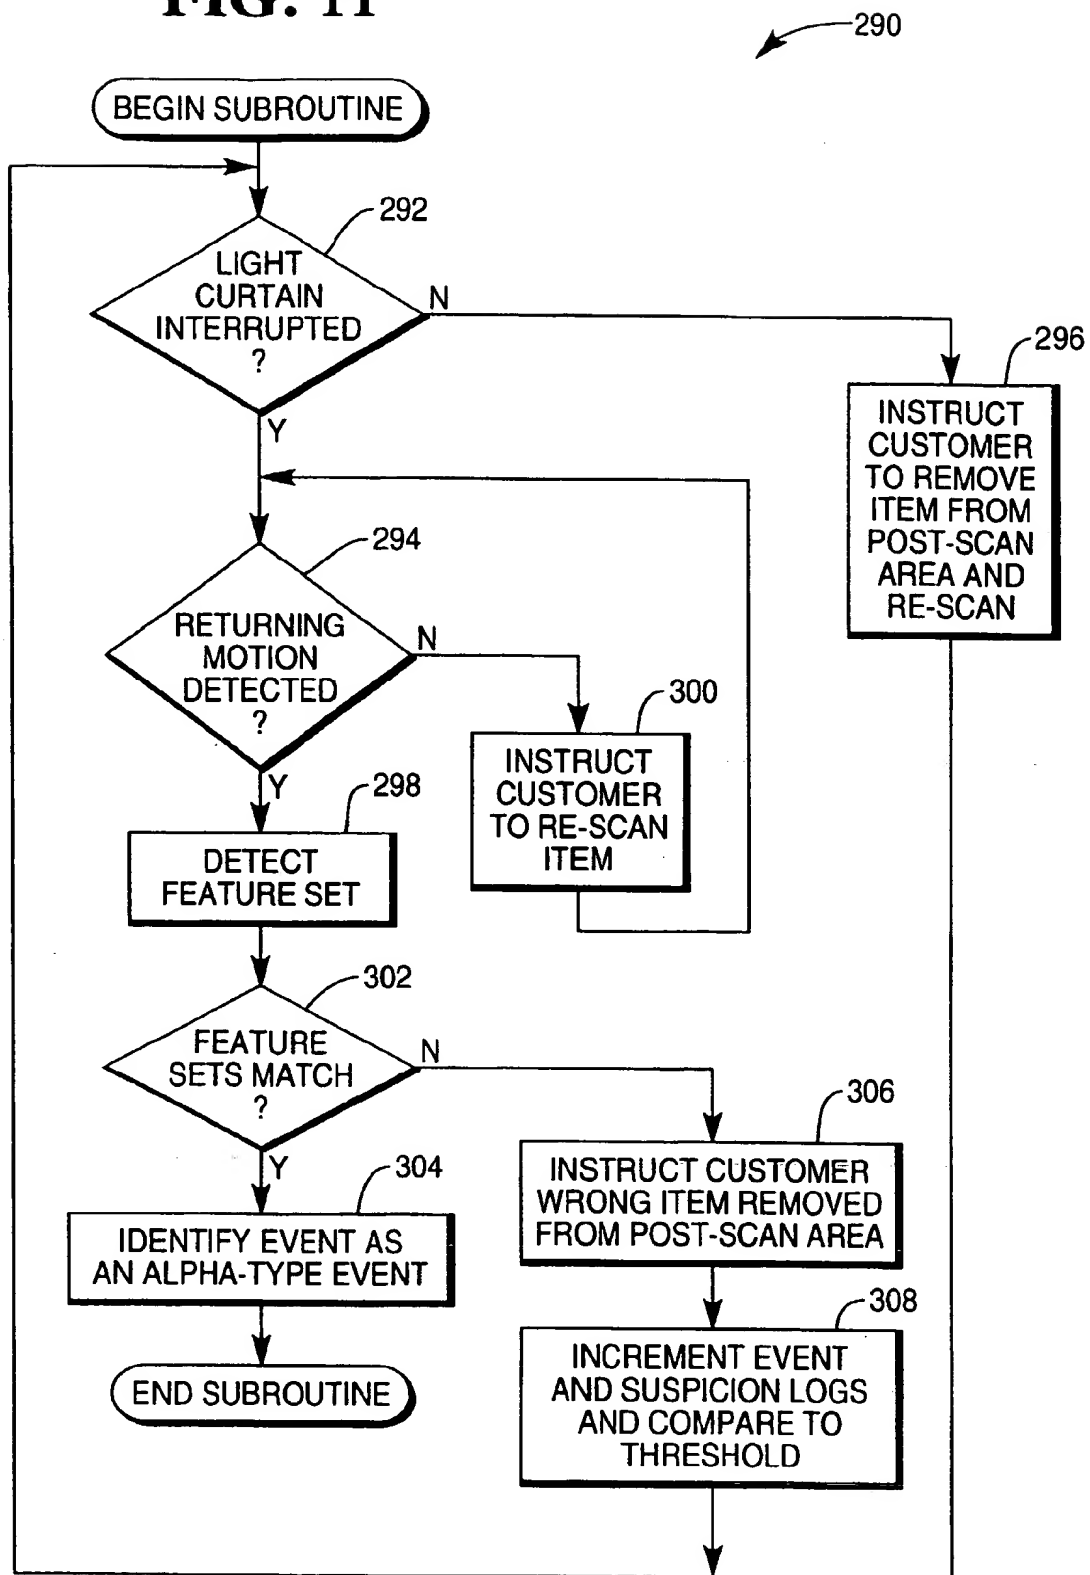 FIG. 11
290
BEGIN SUBROUTINE
292
LIGHT
CURTAIN
INTERRUPTED
?
N
Y
296
INSTRUCT
CUSTOMER
TO REMOVE
ITEM FROM
POST-SCAN
AREA AND
RE-SCAN
294
RETURNING
MOTION
DETECTED
?
N
Y
300
INSTRUCT
CUSTOMER
TO RE-SCAN
ITEM
298
DETECT
FEATURE SET
302
FEATURE
SETS MATCH
?
N
Y
306
INSTRUCT CUSTOMER
WRONG ITEM REMOVED
FROM POST-SCAN AREA
304
IDENTIFY EVENT AS
AN ALPHA-TYPE EVENT
308
INCREMENT EVENT
AND SUSPICION LOGS
AND COMPARE TO
THRESHOLD
END SUBROUTINE